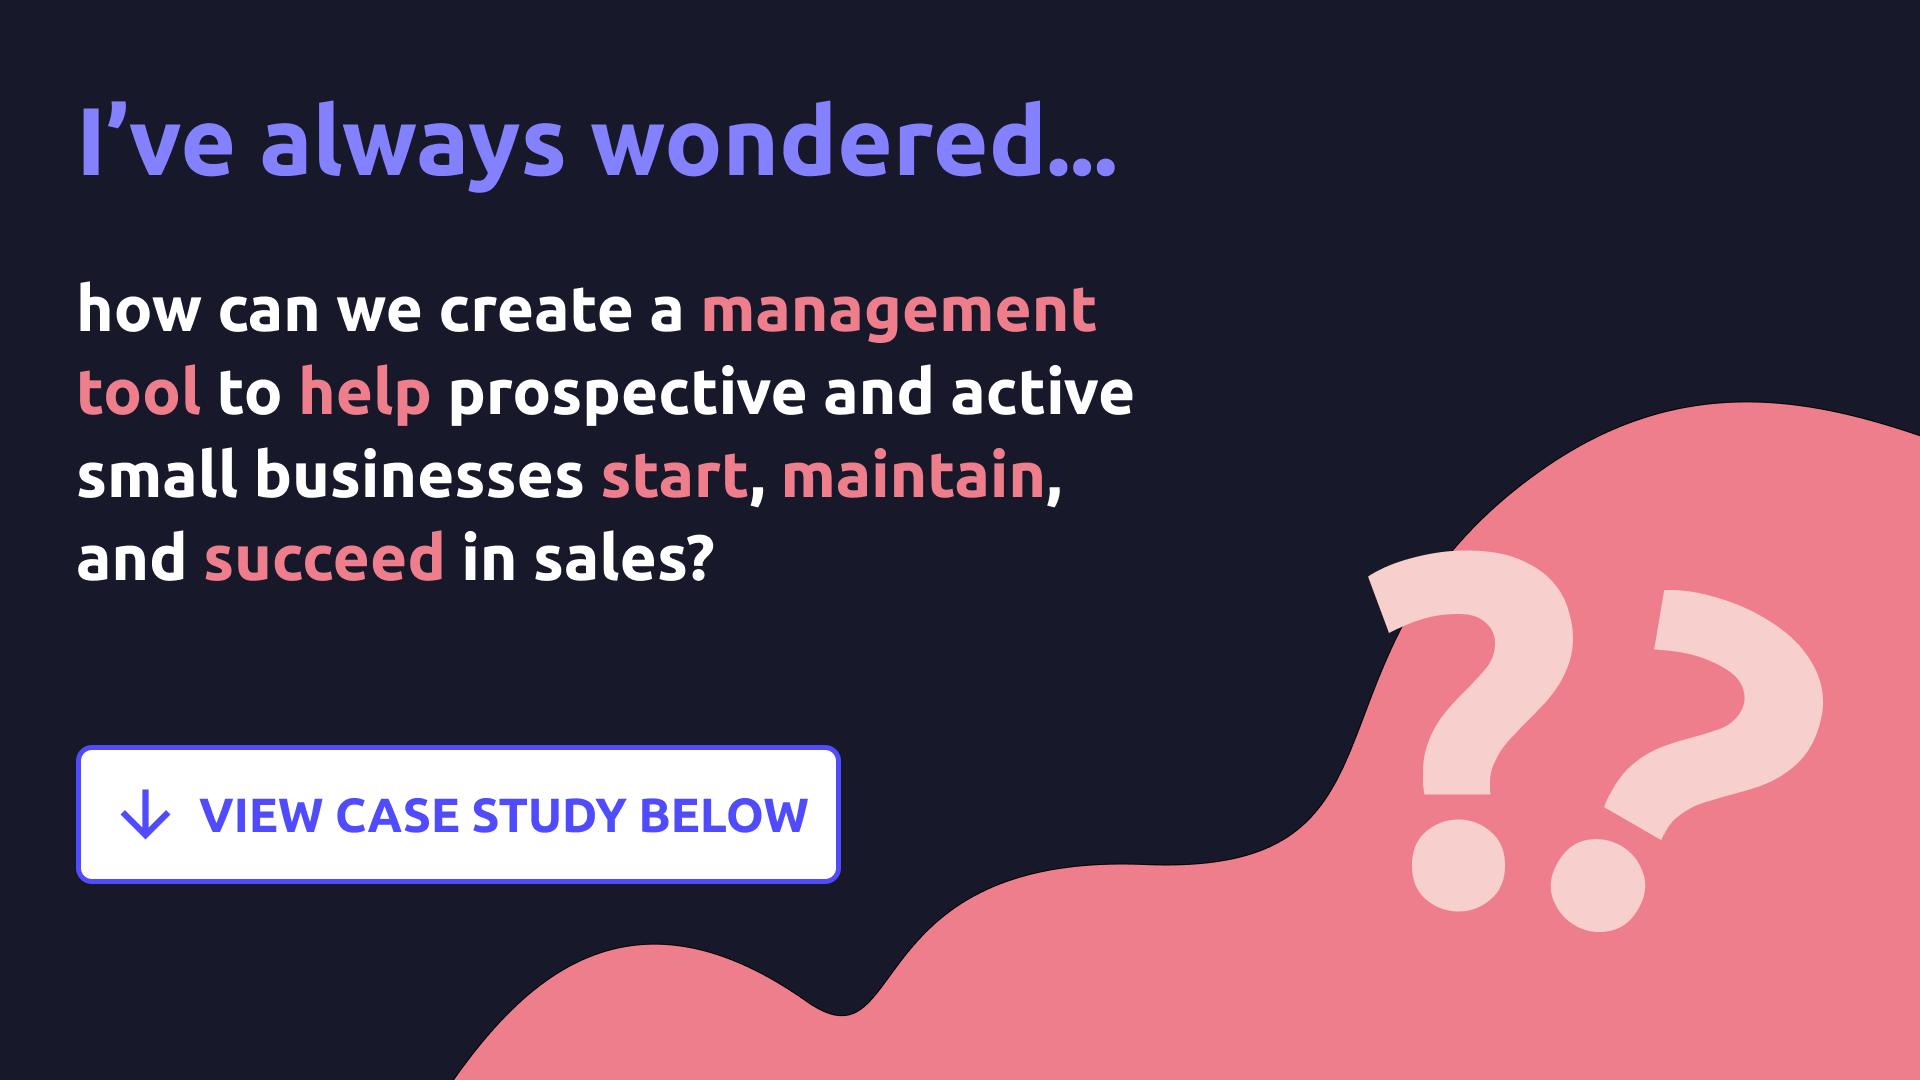 I’ve always wondered...
how can we create a management
tool to help prospective and active
small businesses start, maintain,
and succeed in sales?
VIEW CASE STUDY BELOW
??